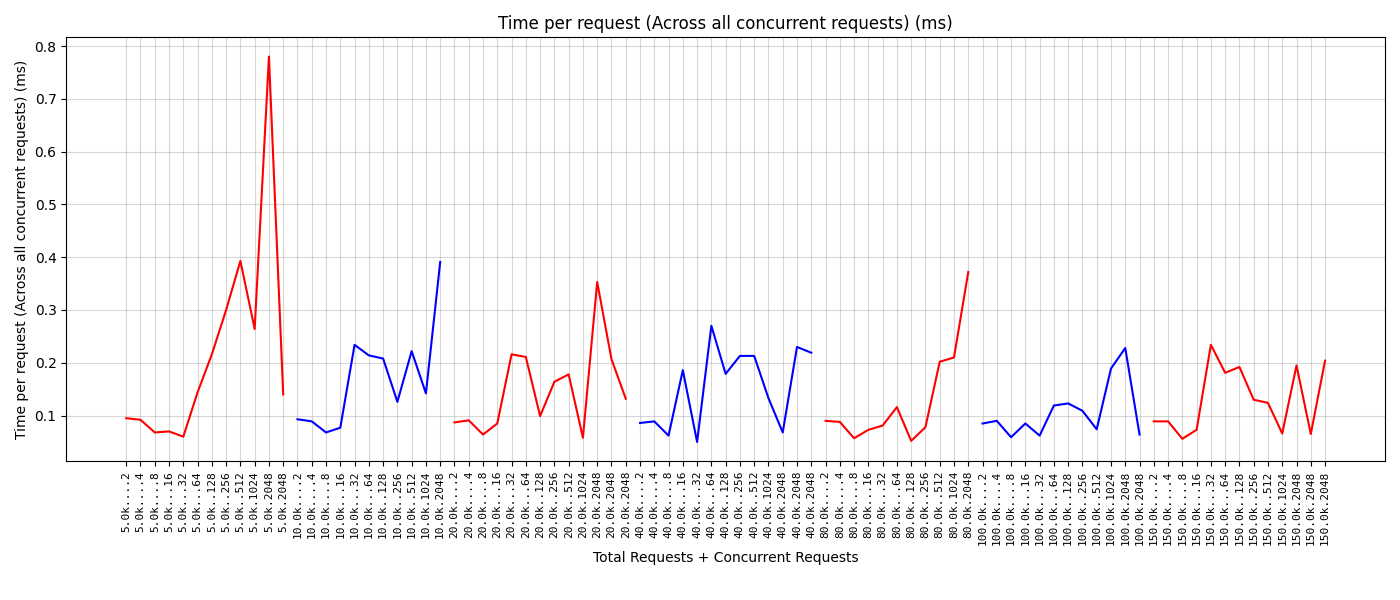 Time per request (Across all concurrent requests) (ms)
Time per request (Across all concurrent requests) (ms)
0.8
0.7
0.6
0.5
0.4
0.3
0.2
0.1
5.0k....2
5.0k....4
5.0k....8
5.0k...16
5.0k...32
5.0k...64
5.0k..128
5.0k..256
5.0k..512
5.0k.1024
5.0k.2048
5.0k.2048
10.0k....2
10.0k....4
10.0k....8
10.0k...16
10.0k...32
10.0k...64
10.0k..128
10.0k..256
10.0k..512
10.0k.1024
10.0k.2048
20.0k....2
20.0k....4
20.0k....8
20.0k...16
20.0k...32
20.0k...64
20.0k..128
20.0k..256
20.0k..512
20.0k.1024
20.0k.2048
20.0k.2048
20.0k.2048
40.0k....2
40.0k....4
40.0k....8
40.0k...16
40.0k...32
40.0k...64
40.0k..128
40.0k..256
40.0k..512
40.0k.1024
40.0k.2048
40.0k.2048
40.0k.2048
80.0k....2
80.0k....4
80.0k....8
80.0k...16
80.0k...32
80.0k...64
80.0k..128
80.0k..256
80.0k..512
80.0k.1024
80.0k.2048
100.0k....2
100.0k....4
100.0k....8
100.0k...16
100.0k...32
100.0k...64
100.0k..128
100.0k..256
100.0k..512
100.0k.1024
100.0k.2048
100.0k.2048
150.0k....2
150.0k....4
150.0k....8
150.0k...16
150.0k...32
150.0k...64
150.0k..128
150.0k..256
150.0k..512
150.0k.1024
150.0k.2048
150.0k.2048
150.0k.2048
Total Requests + Concurrent Requests